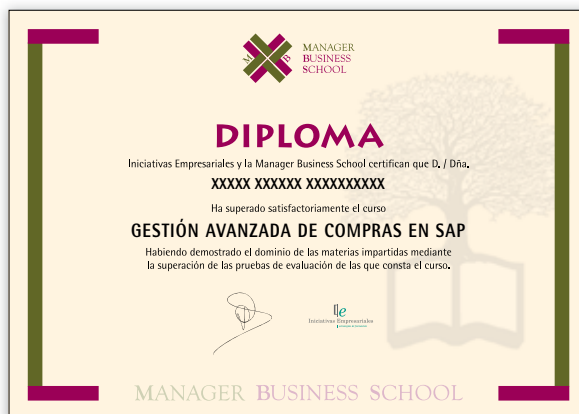 M B
MANAGER
BUSINESS
SCHOOL
DIPLOMA
Iniciativas Empresariales y la Manager Business School certifican que D. / Dña.
XXXXX XXXXXX XXXXXXXXXX
Ha superado satisfactoriamente el curso
GESTIÓN AVANZADA DE COMPRAS EN SAP
Habiendo demostrado el dominio de las materias impartidas mediante
la superación de las pruebas de evaluación de las que consta el curso.
Iniciativas Empresariales
MANAGER BUSINESS SCHOOL